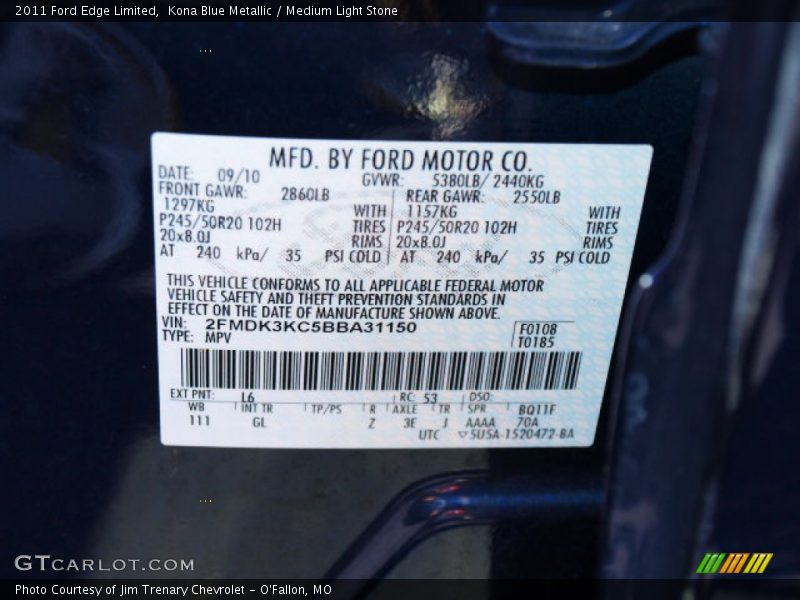 2011 Ford Edge Limited, Kona Blue Metallic / Medium Light Stone
MFD. BY FORD MOTOR CO.
DATE: 09/10 GVWR: 5380LB/ 2440KG
FRONT GAWR: 2860LB REAR GAWR: 2550LB
1297KG WITH 1157KG WITH
P245/50R20 102H TIRES P245/50R20 102H TIRES
20x8.0J RIMS 20x8.0J RIMS
AT 240 kPa/ 35 PSI COLD AT 240 kPa/ 35 PSI COLD
THIS VEHICLE CONFORMS TO ALL APPLICABLE FEDERAL MOTOR
VEHICLE SAFETY AND THEFT PREVENTION STANDARDS IN
EFFECT ON THE DATE OF MANUFACTURE SHOWN ABOVE.
VIN: 2FMDK3KC5BBA31150 F0108
TYPE: MPV T0185
EXT PNT: L6 RC: 53 DSO:
WB INT TR TP/PS R AXLE TR SPR BQ11F
111 GL Z 3E J AAAA 70A
UTC ▽5U5A-1520472-BA
GTCARLOT.COM
Photo Courtesy of Jim Trenary Chevrolet - O'Fallon, MO